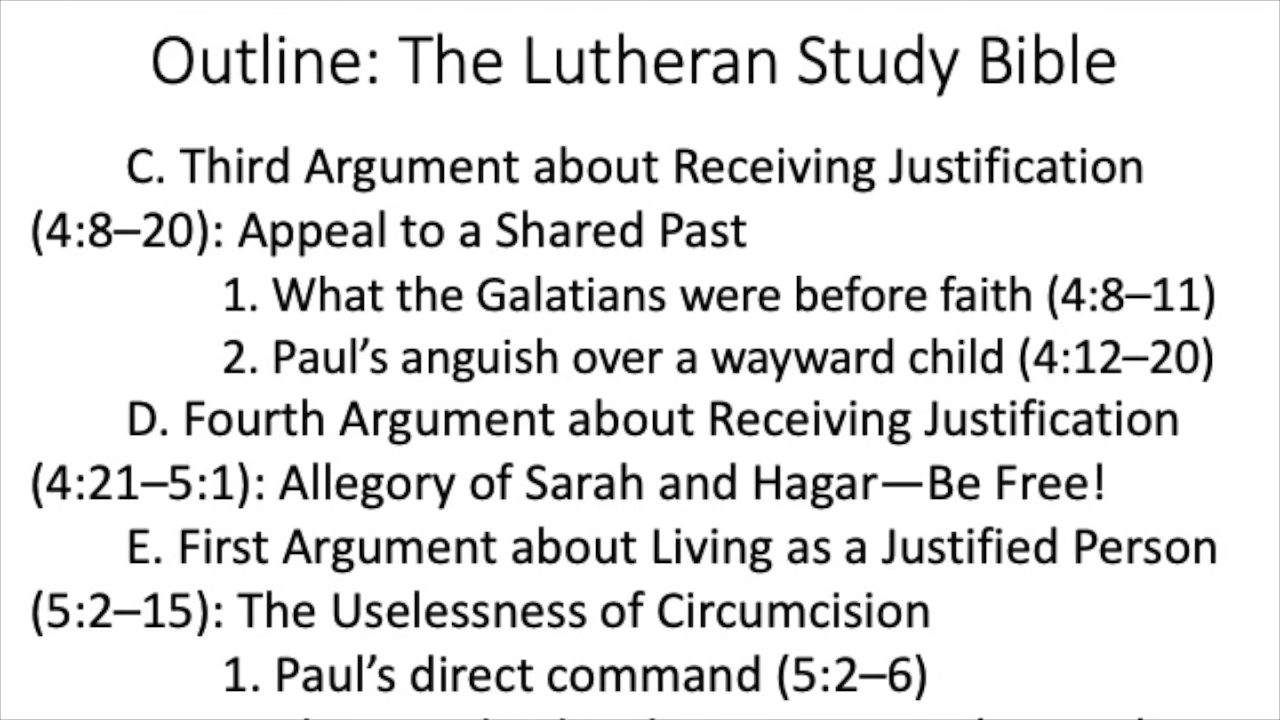 Outline: The Lutheran Study Bible
C. Third Argument about Receiving Justification
(4:8–20): Appeal to a Shared Past
1. What the Galatians were before faith (4:8–11)
2. Paul’s anguish over a wayward child (4:12–20)
D. Fourth Argument about Receiving Justification
(4:21–5:1): Allegory of Sarah and Hagar—Be Free!
E. First Argument about Living as a Justified Person
(5:2–15): The Uselessness of Circumcision
1. Paul’s direct command (5:2–6)